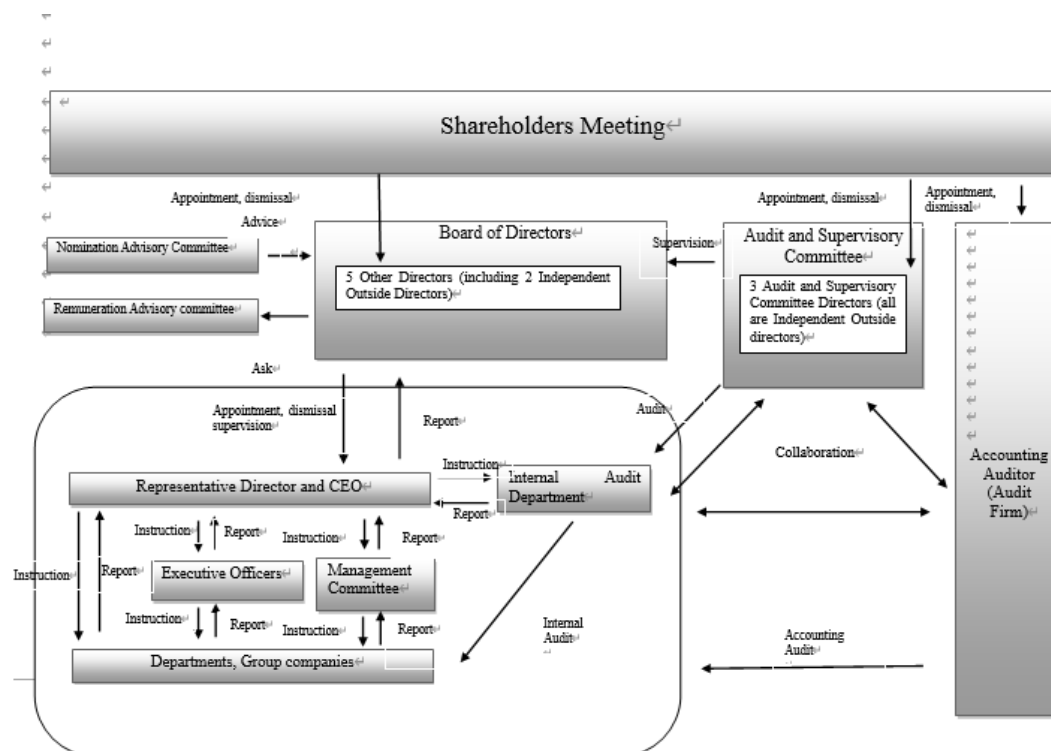 Shareholders Meeting
Appointment, dismissal
Advice
Appointment, dismissal
Appointment,
dismissal
Nomination Advisory Committee
Board of Directors
Supervision
Audit and Supervisory
Committee
5 Other Directors (including 2 Independent
Outside Directors)
3 Audit and Supervisory
Committee Directors (all
are Independent Outside
directors)
Remuneration Advisory committee
Ask
Appointment, dismissal
supervision
Report
Audit
Collaboration
Accounting
Auditor
(Audit
Firm)
Representative Director and CEO
Instruction
Report
Internal Audit
Department
Instruction
Report
Instruction
Report
Instruction
Report
Executive Officers
Management
Committee
Instruction
Report
Instruction
Report
Internal
Audit
Accounting
Audit
Departments, Group companies